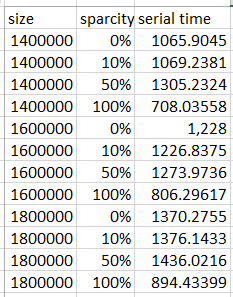 size sparcity serial time
1400000 0% 1065.9045
1400000 10% 1069.2381
1400000 50% 1305.2324
1400000 100% 708.03558
1600000 0% 1,228
1600000 10% 1226.8375
1600000 50% 1273.9736
1600000 100% 806.29617
1800000 0% 1370.2755
1800000 10% 1376.1433
1800000 50% 1436.0216
1800000 100% 894.43399